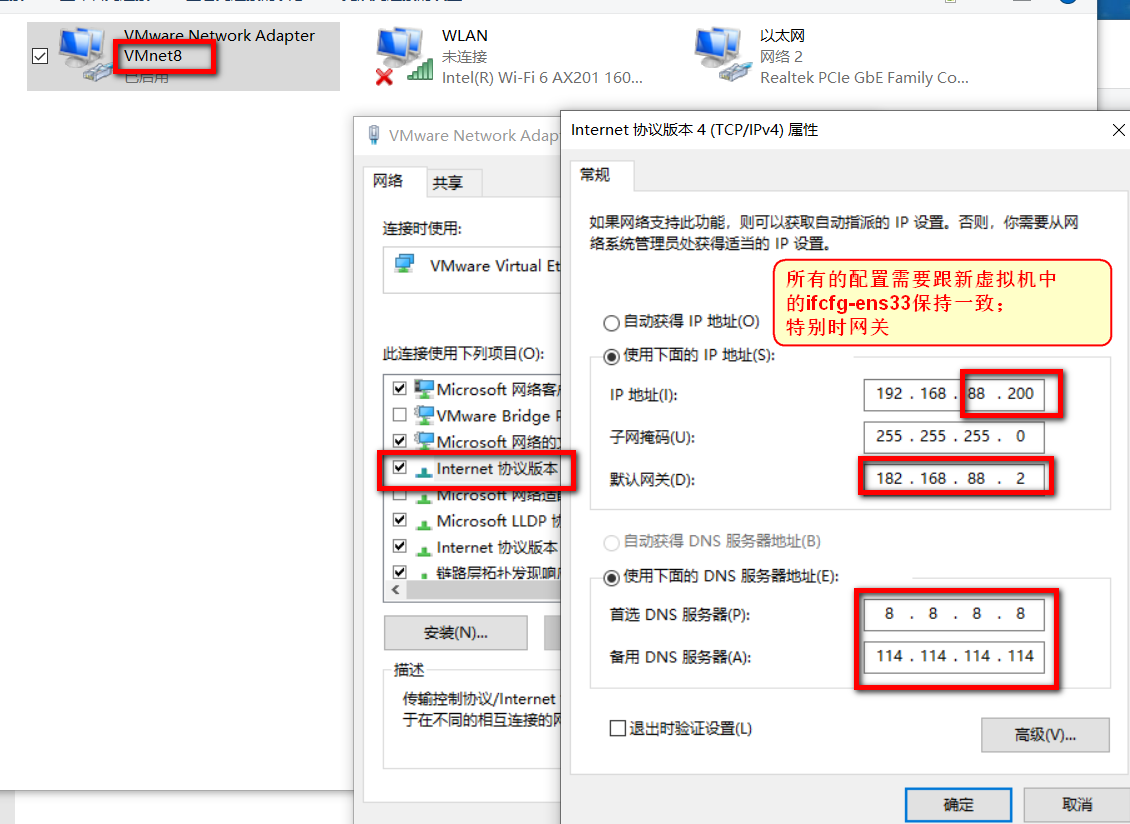 VMware Network Adapter
VMnet8
已启用
WLAN
未连接
Intel(R) Wi-Fi 6 AX201 160...
以太网
网络 2
Realtek PCIe GbE Family Co...
VMware Network Adap
网络
共享
连接时使用:
VMware Virtual Et
此连接使用下列项目(O):
Microsoft 网络客
VMware Bridge P
Microsoft 网络的
Internet 协议版本
Microsoft 网络适
Microsoft LLDP 协
Internet 协议版本
链路层拓扑发现响应
安装(N)...
描述
传输控制协议/Internet
于在不同的相互连接的网
Internet 协议版本 4 (TCP/IPv4) 属性
常规
如果网络支持此功能，则可以获取自动指派的 IP 设置。否则，你需要从网
络系统管理员处获得适当的 IP 设置。
所有的配置需要跟新虚拟机中
的ifcfg-ens33保持一致；
特别时网关
自动获得 IP 地址(O)
使用下面的 IP 地址(S):
IP 地址(I):
192 . 168 . 88 . 200
子网掩码(U):
255 . 255 . 255 . 0
默认网关(D):
182 . 168 . 88 . 2
自动获得 DNS 服务器地址(B)
使用下面的 DNS 服务器地址(E):
首选 DNS 服务器(P):
8 . 8 . 8 . 8
备用 DNS 服务器(A):
114 . 114 . 114 . 114
退出时验证设置(L)
高级(V)...
确定
取消